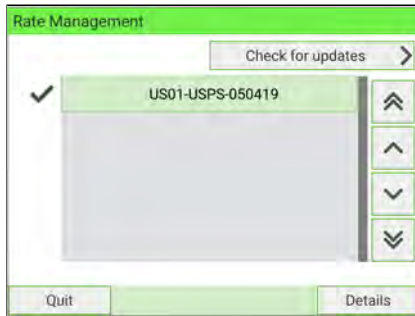 Rate Management
Check for updates
US01-USPS-050419
Quit
Details